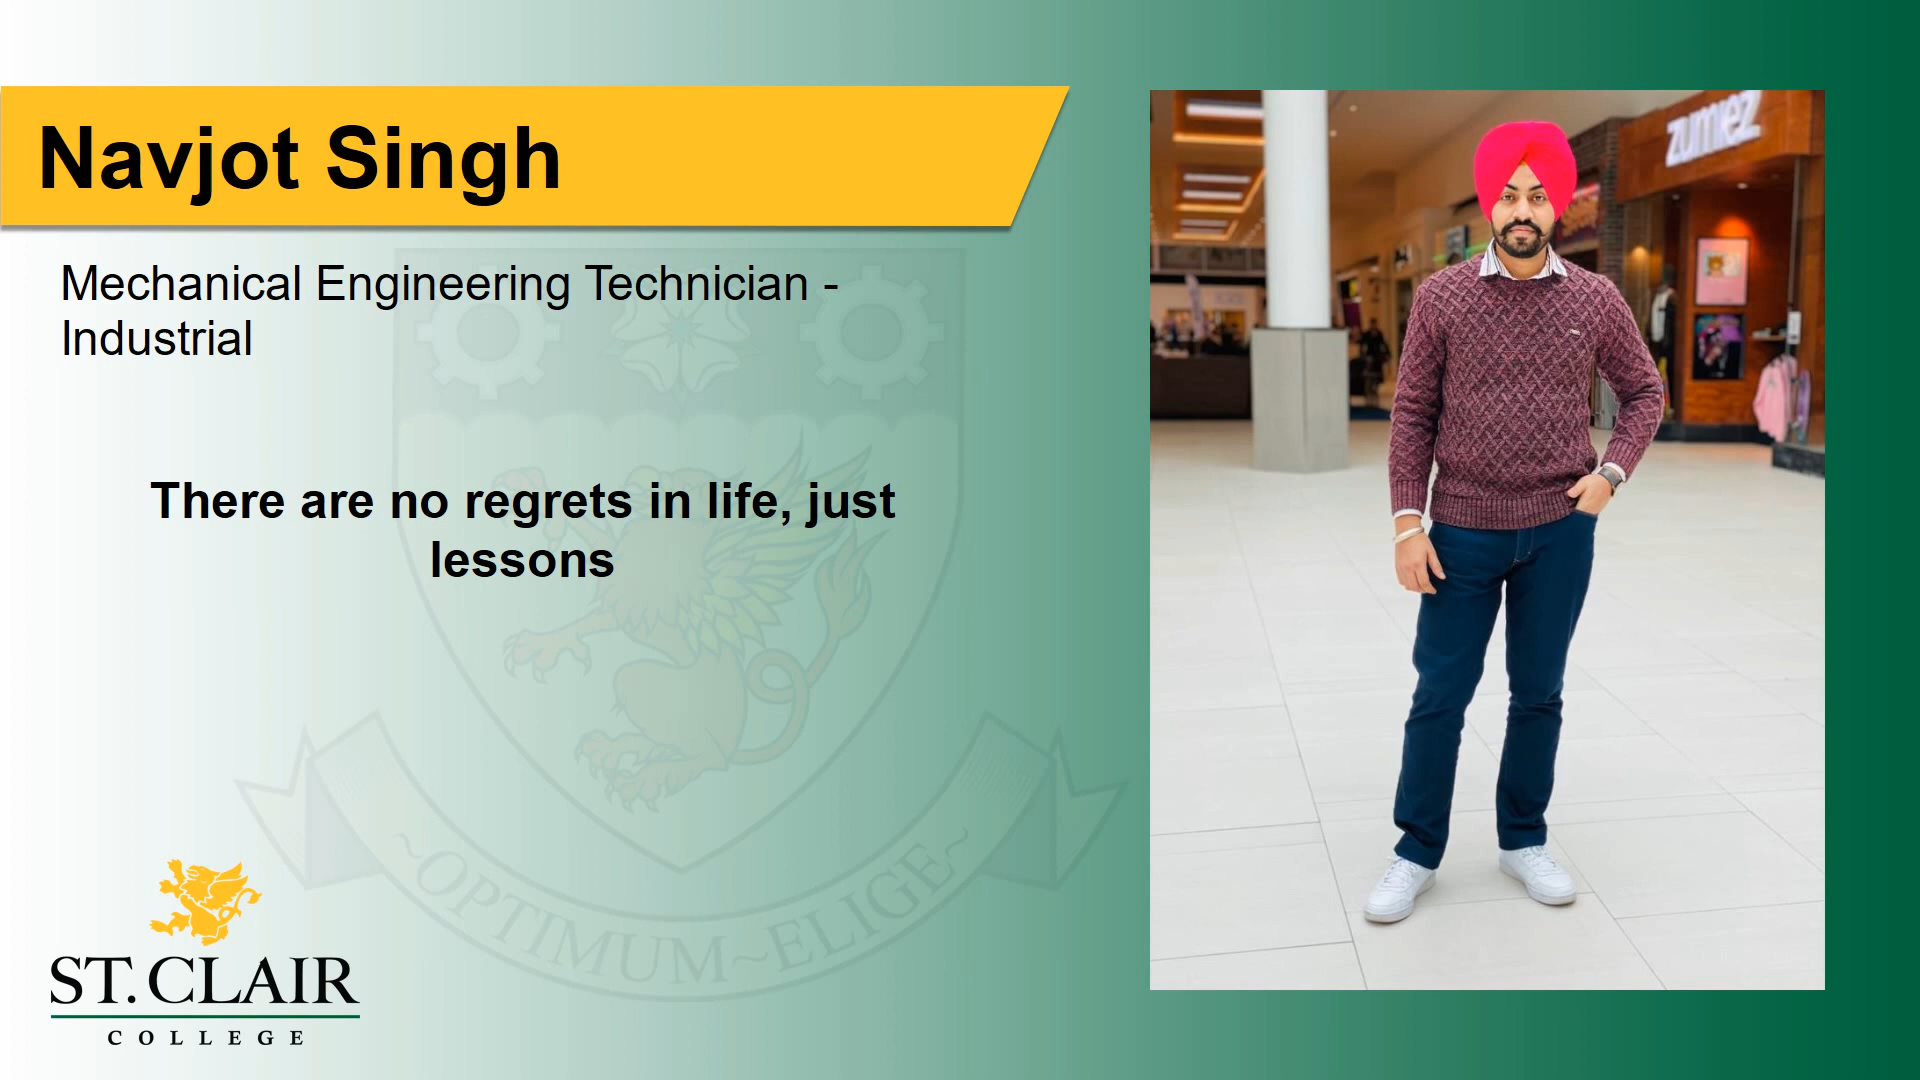 Navjot Singh
Mechanical Engineering Technician -
Industrial
There are no regrets in life, just
lessons
~OPTIMUM~ELIGE~
ST. CLAIR
COLLEGE
zumiez